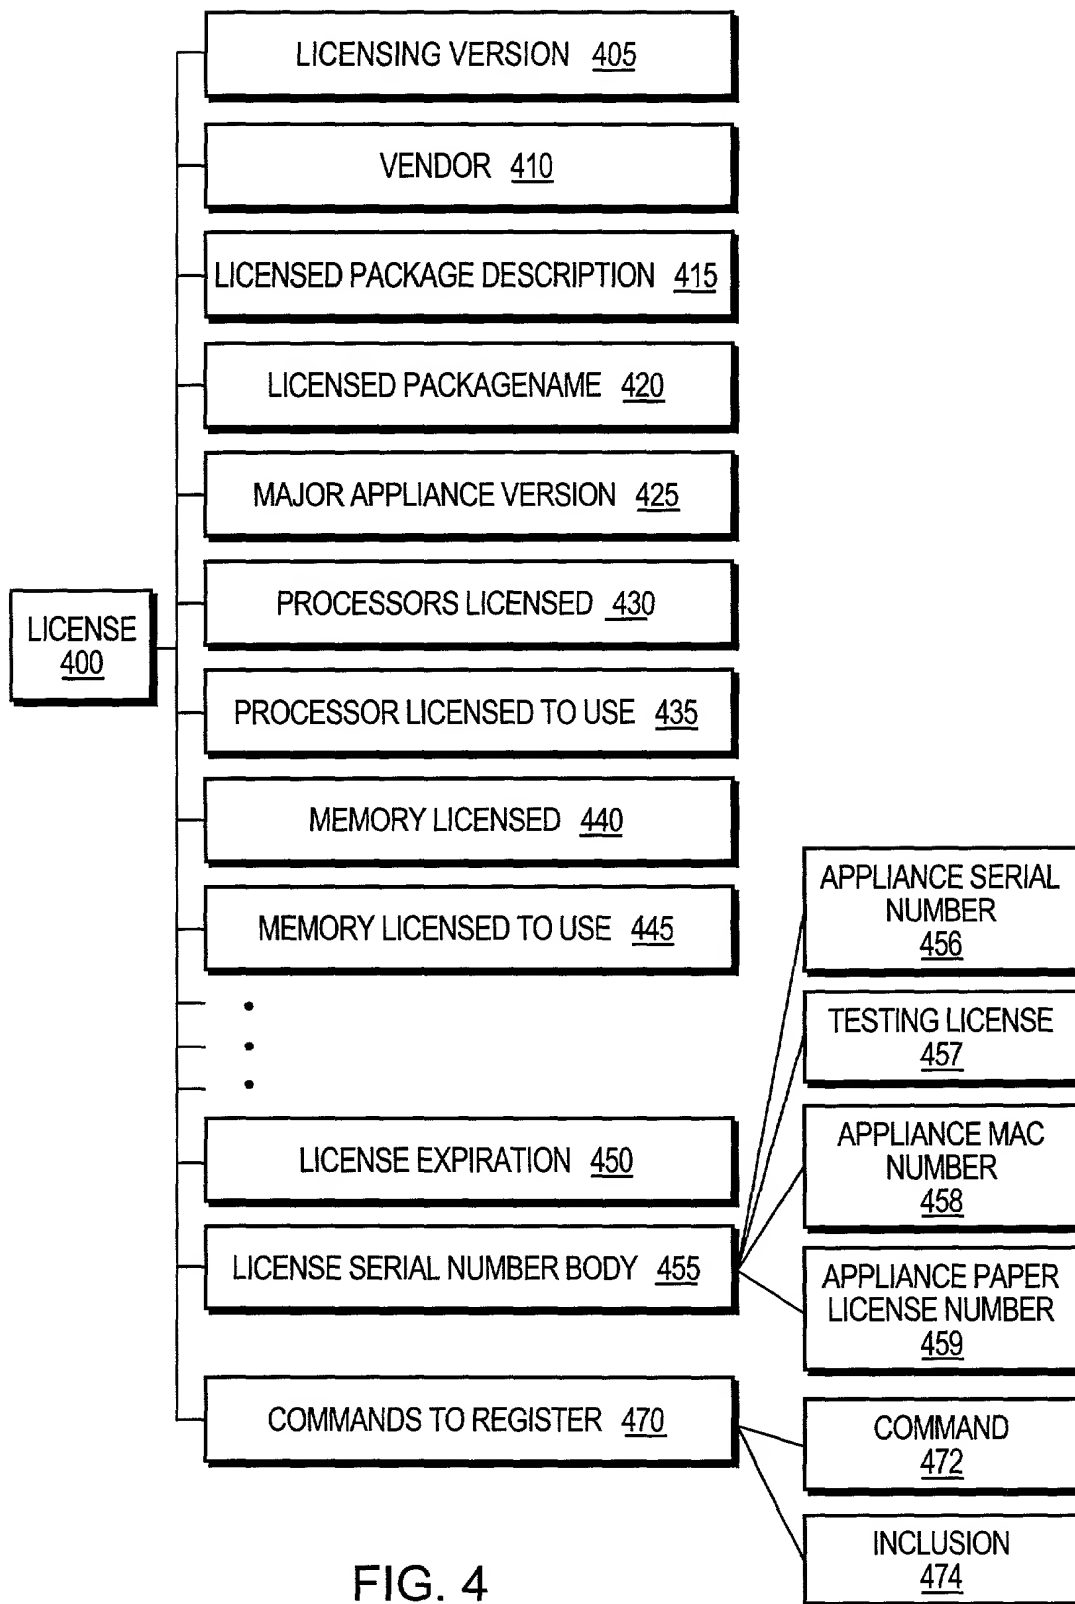 LICENSING VERSION 405
VENDOR 410
LICENSED PACKAGE DESCRIPTION 415
LICENSED PACKAGENAME 420
MAJOR APPLIANCE VERSION 425
PROCESSORS LICENSED 430
LICENSE
400
PROCESSOR LICENSED TO USE 435
MEMORY LICENSED 440
MEMORY LICENSED TO USE 445
LICENSE EXPIRATION 450
LICENSE SERIAL NUMBER BODY 455
APPLIANCE SERIAL
NUMBER
456
TESTING LICENSE
457
APPLIANCE MAC
NUMBER
458
APPLIANCE PAPER
LICENSE NUMBER
459
COMMANDS TO REGISTER 470
COMMAND
472
INCLUSION
474
FIG. 4